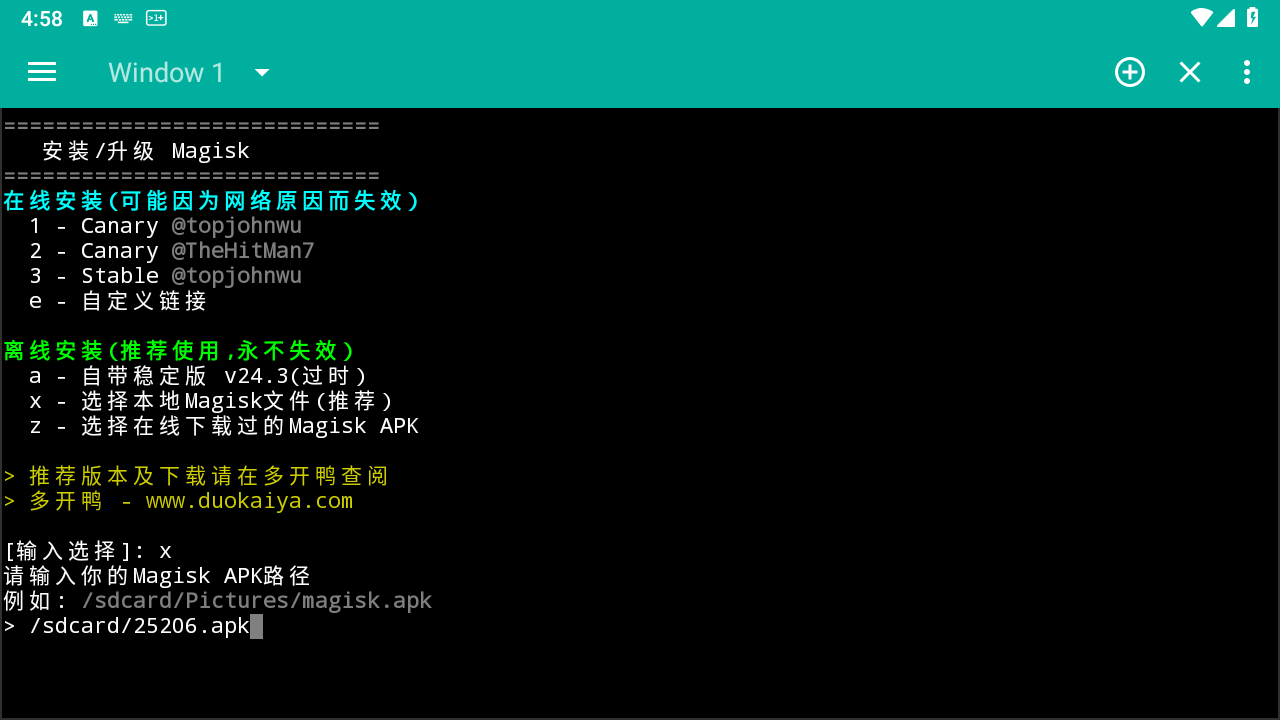 4:58
A
>1+
Window 1
=============================
安装/升级 Magisk
=============================
在线安装(可能因为网络原因而失效)
1 - Canary @topjohnwu
2 - Canary @TheHitMan7
3 - Stable @topjohnwu
e - 自定义链接
离线安装(推荐使用,永不失效)
a - 自带稳定版 v24.3(过时)
x - 选择本地Magisk文件(推荐)
z - 选择在线下载过的Magisk APK
> 推荐版本及下载请在多开鸭查阅
> 多开鸭 - www.duokaiya.com
[输入选择]: x
请输入你的Magisk APK路径
例如: /sdcard/Pictures/magisk.apk
> /sdcard/25206.apk